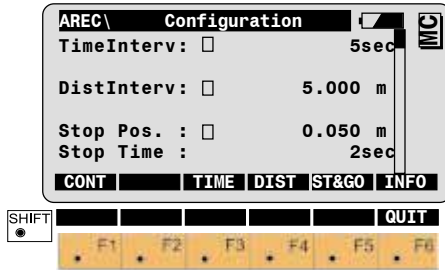 AREC\ Configuration MC
TimeInterv: □ 5sec
DistInterv: □ 5.000 m
Stop Pos. : □ 0.050 m
Stop Time : 2sec
CONT TIME DIST ST&GO INFO
SHIFT QUIT
F1 F2 F3 F4 F5 F6